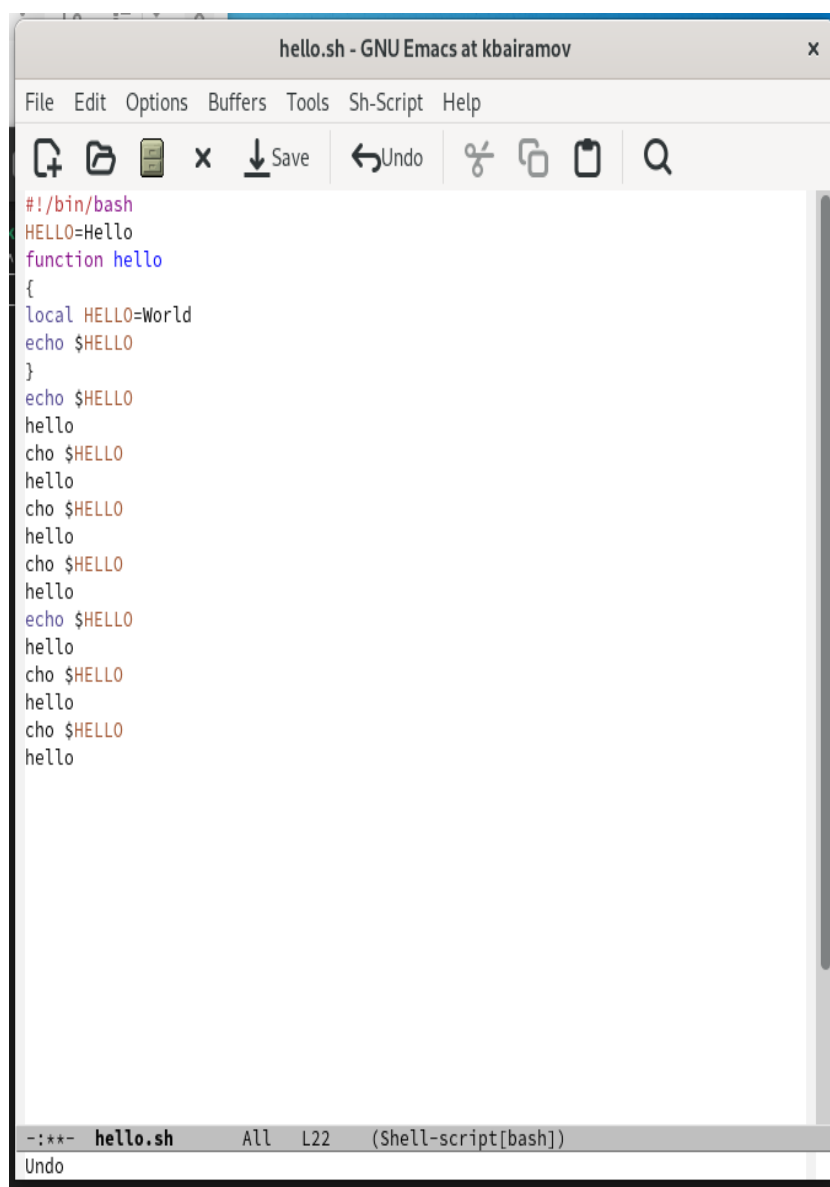 hello.sh - GNU Emacs at kbairamov x
File Edit Options Buffers Tools Sh-Script Help
Save Undo
#!/bin/bash
HELLO=Hello
function hello
{
local HELLO=World
echo $HELLO
}
echo $HELLO
hello
cho $HELLO
hello
cho $HELLO
hello
cho $HELLO
hello
echo $HELLO
hello
cho $HELLO
hello
cho $HELLO
hello
-:**- hello.sh All L22 (Shell-script[bash])
Undo